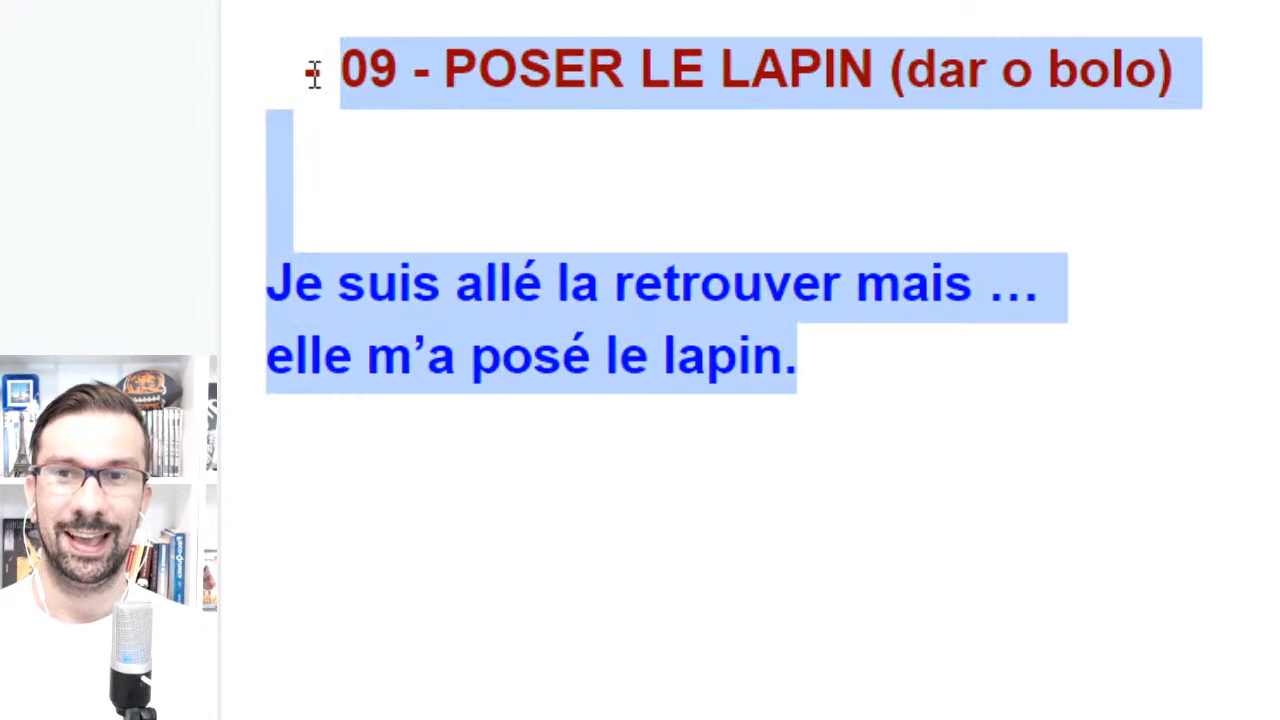 - 09 - POSER LE LAPIN (dar o bolo)
Je suis allé la retrouver mais …
elle m’a posé le lapin.